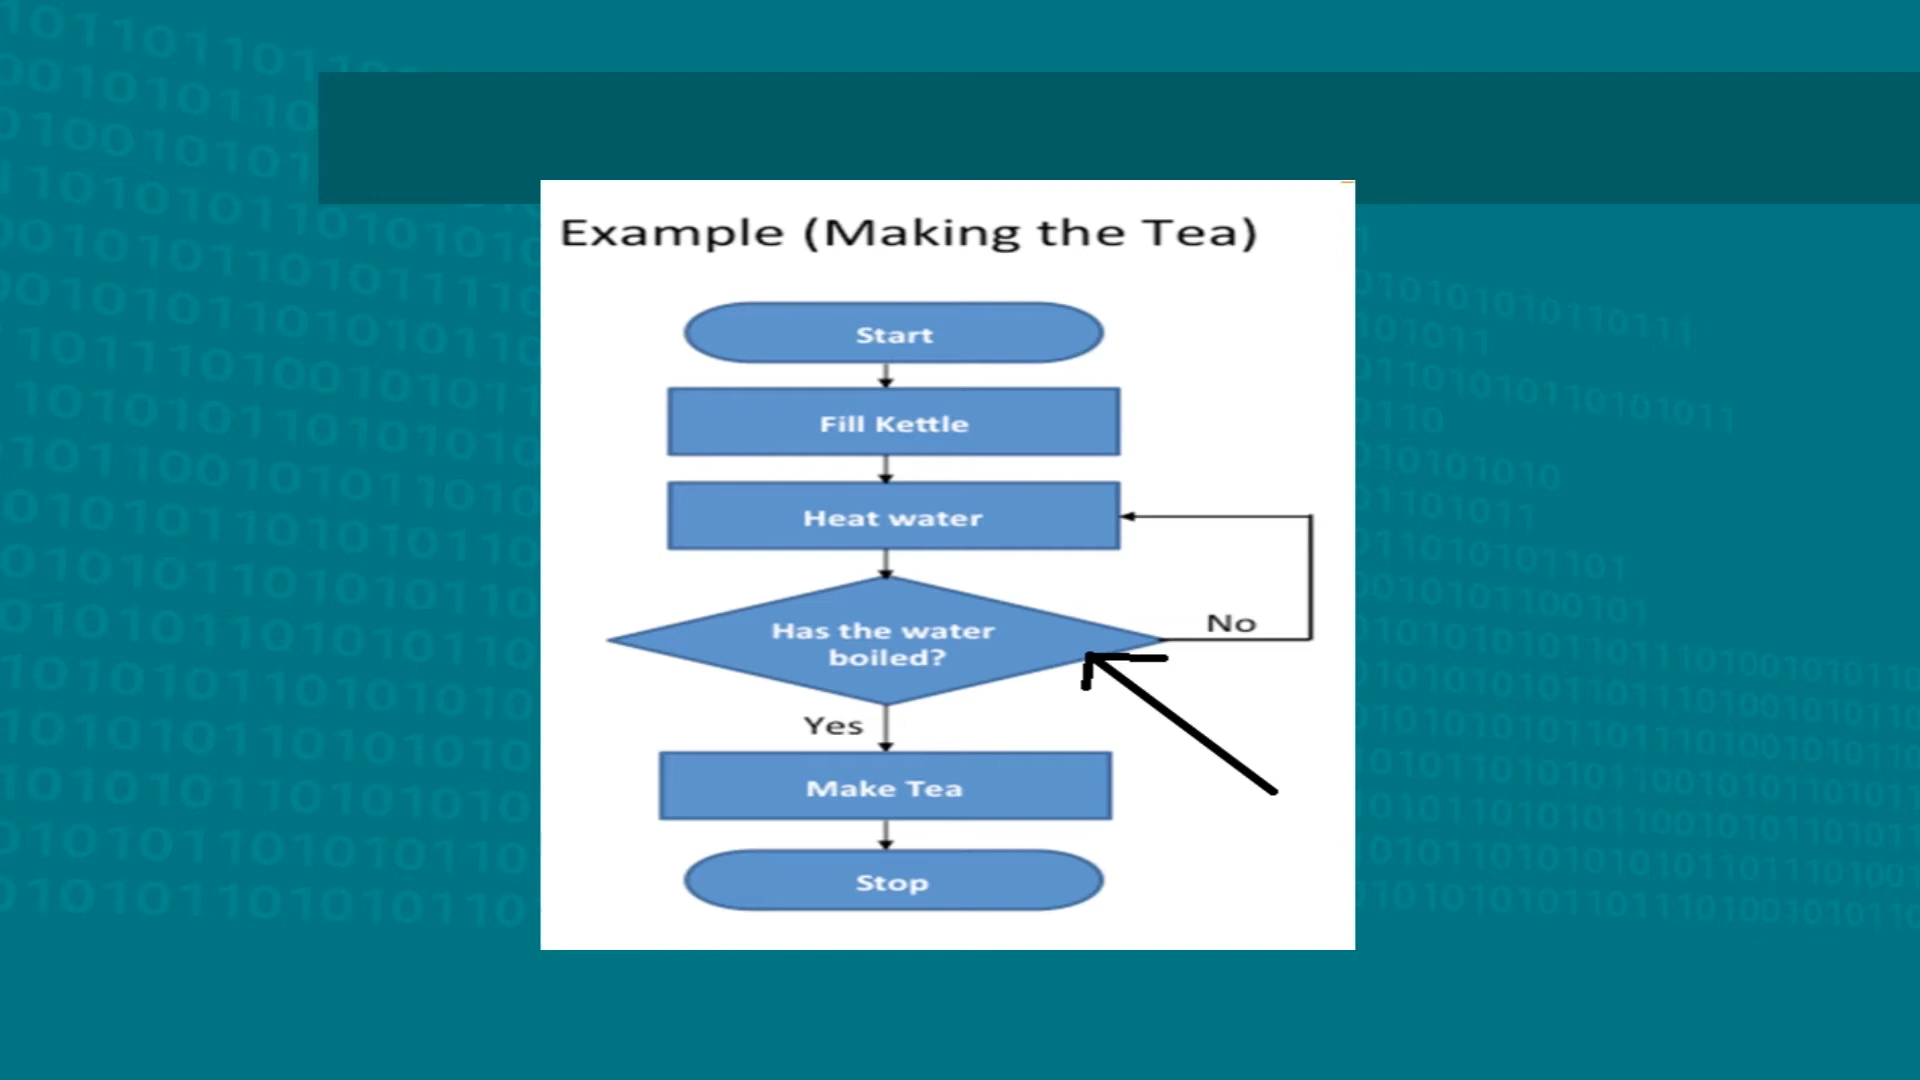 Example (Making the Tea)
Start
Fill Kettle
Heat water
Has the water
boiled?
No
Yes
Make Tea
Stop